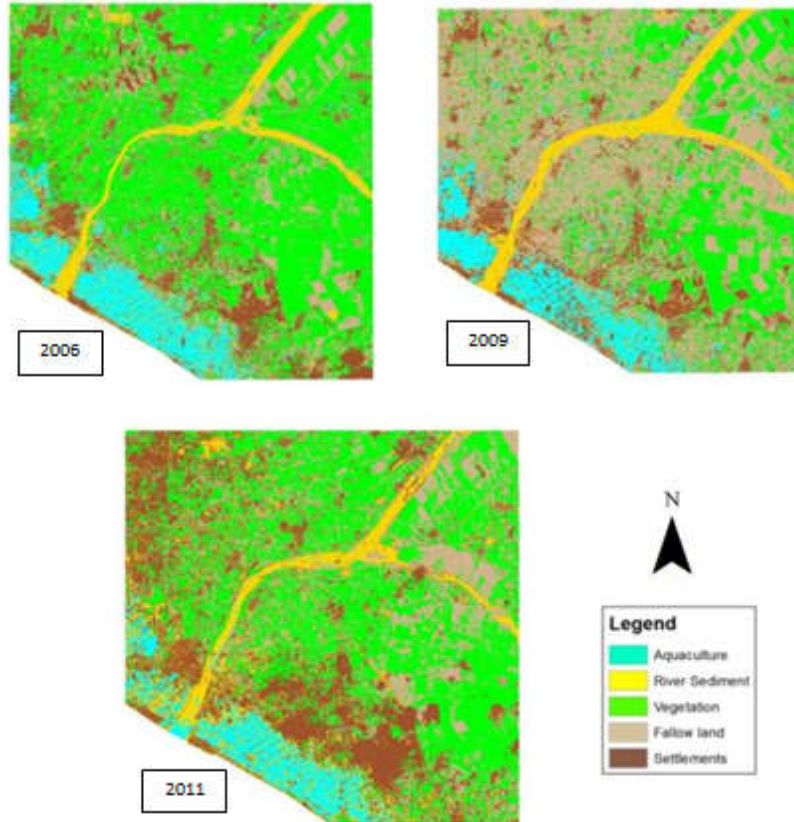 2006
2009
2011
N
Legend
Aquaculture
River Sediment
Vegetation
Fallow land
Settlements